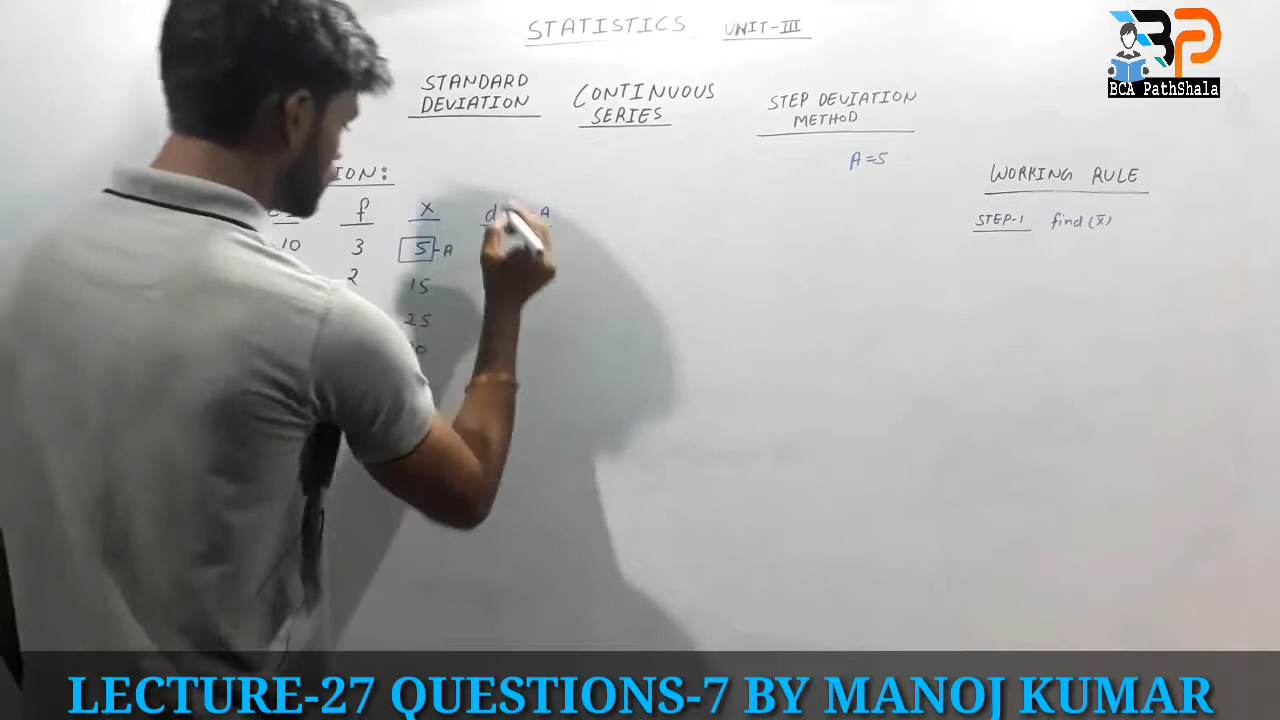 STATISTICS UNIT-III
BCA PathShala
STANDARD DEVIATION
CONTINUOUS SERIES
STEP DEVIATION METHOD
A=5
WORKING RULE
STEP-1 find (x̄)
f x d A
10 3 5-A
2 15
25
LECTURE-27 QUESTIONS-7 BY MANOJ KUMAR